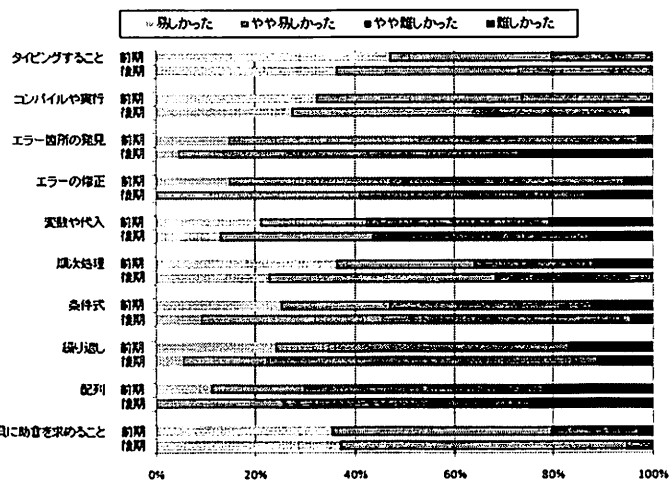 易しかった やや易しかった やや難しかった 難しかった
タイピングすること 前期
後期
コンパイルや実行 前期
後期
エラー箇所の発見 前期
後期
エラーの修正 前期
後期
変数や代入 前期
後期
順次処理 前期
後期
条件式 前期
後期
繰り返し 前期
後期
配列 前期
後期
に助言を求めること 前期
後期
0% 20% 40% 60% 80% 100%